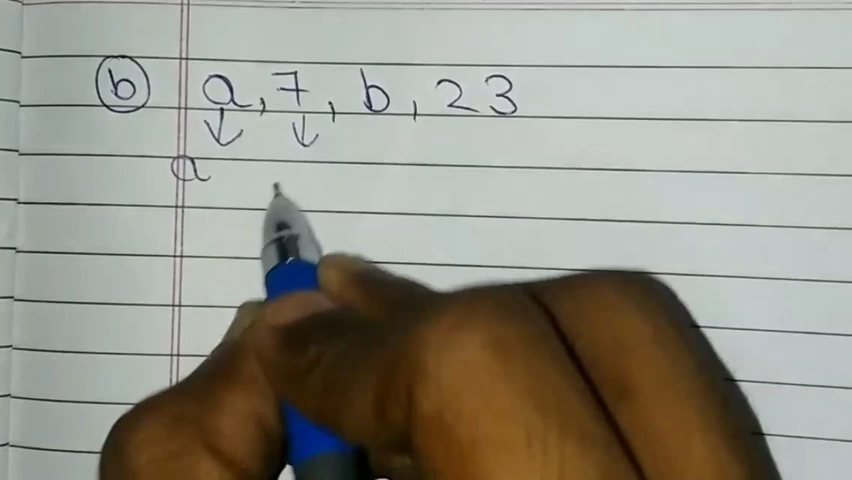 b a, 7, b, 23
↓ ↓
a